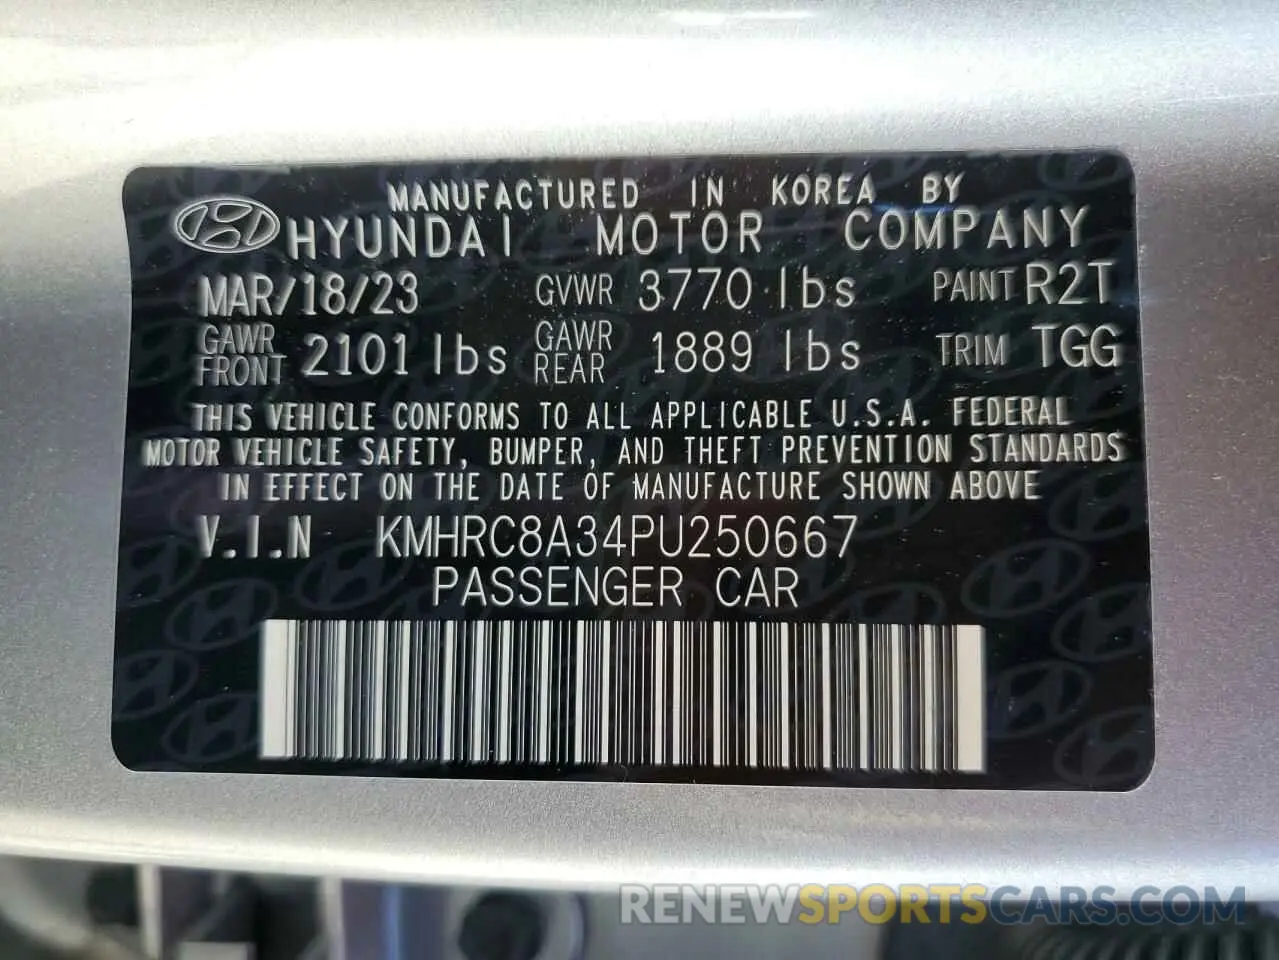 MANUFACTURED IN KOREA BY
HYUNDAI MOTOR COMPANY
MAR/18/23 GVWR 3770 lbs PAINT R2T
GAWR FRONT 2101 lbs GAWR REAR 1889 lbs TRIM TGG
THIS VEHICLE CONFORMS TO ALL APPLICABLE U.S.A. FEDERAL
MOTOR VEHICLE SAFETY, BUMPER, AND THEFT PREVENTION STANDARDS
IN EFFECT ON THE DATE OF MANUFACTURE SHOWN ABOVE
V.I.N KMHRC8A34PU250667
PASSENGER CAR
RENEWSPORTSCARS.COM